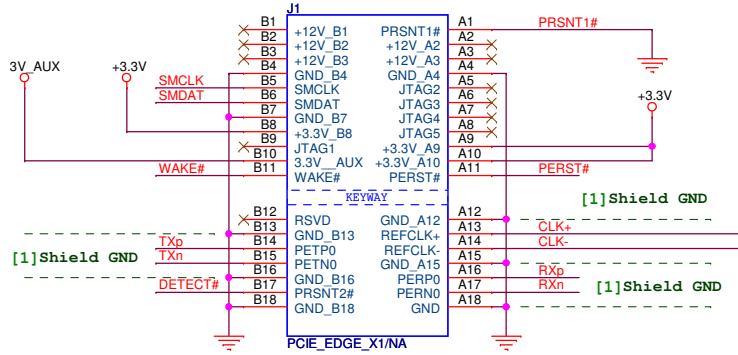 J1
B1 +12V_B1 PRSNT1# A1 PRSNT1#
B2 +12V_B2 +12V_A2 A2
B3 +12V_B3 +12V_A3 A3
B4 GND_B4 GND_A4 A4
3V_AUX +3.3V
SMCLK B5 SMCLK JTAG2 A5
SMDAT B6 SMDAT JTAG3 A6
B7 GND_B7 JTAG4 A7
+3.3V
B8 +3.3V_B8 JTAG5 A8
B9 JTAG1 +3.3V_A9 A9
B10 3.3V__AUX +3.3V_A10 A10
WAKE# B11 WAKE# PERST# A11 PERST#
KEYWAY
[1]Shield GND
B12 RSVD GND_A12 A12
B13 GND_B13 REFCLK+ A13 CLK+
TXp B14 PETP0 REFCLK- A14 CLK-
[1]Shield GND
TXn B15 PETN0 GND_A15 A15
B16 GND_B16 PERP0 A16 RXp
DETECT# B17 PRSNT2# PERN0 A17 RXn
[1]Shield GND
B18 GND_B18 GND A18
PCIE_EDGE_X1/NA